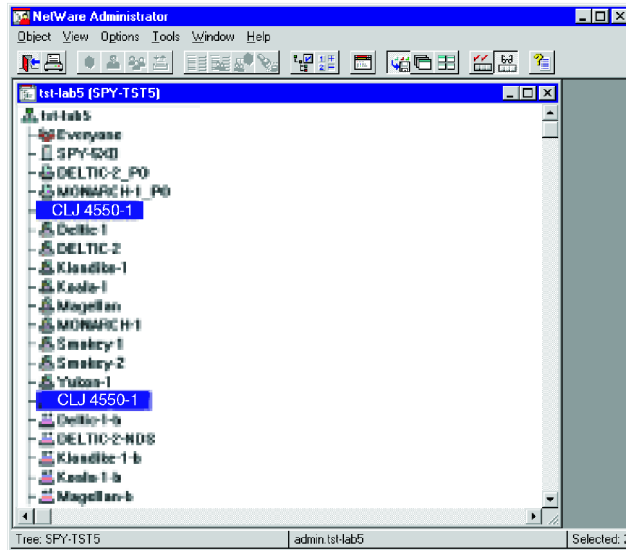 NetWare Administrator
Object View Options Tools Window Help
tst-lab5 (SPY-TST5)
tst-lab5
Everyone
DELTIC-2_PO
MONARCH-1_PO
CLJ 4550-1
Deltic-1
DELTIC-2
Klondike-1
Koala-1
Magellan
MONARCH-1
Smokey-1
Smokey-2
Yukon-1
CLJ 4550-1
Deltic-1-b
DELTIC-2-NDS
Klondike-1-b
Koala-1-b
Magellan-b
Tree: SPY-TST5
admin.tst-lab5
Selected: